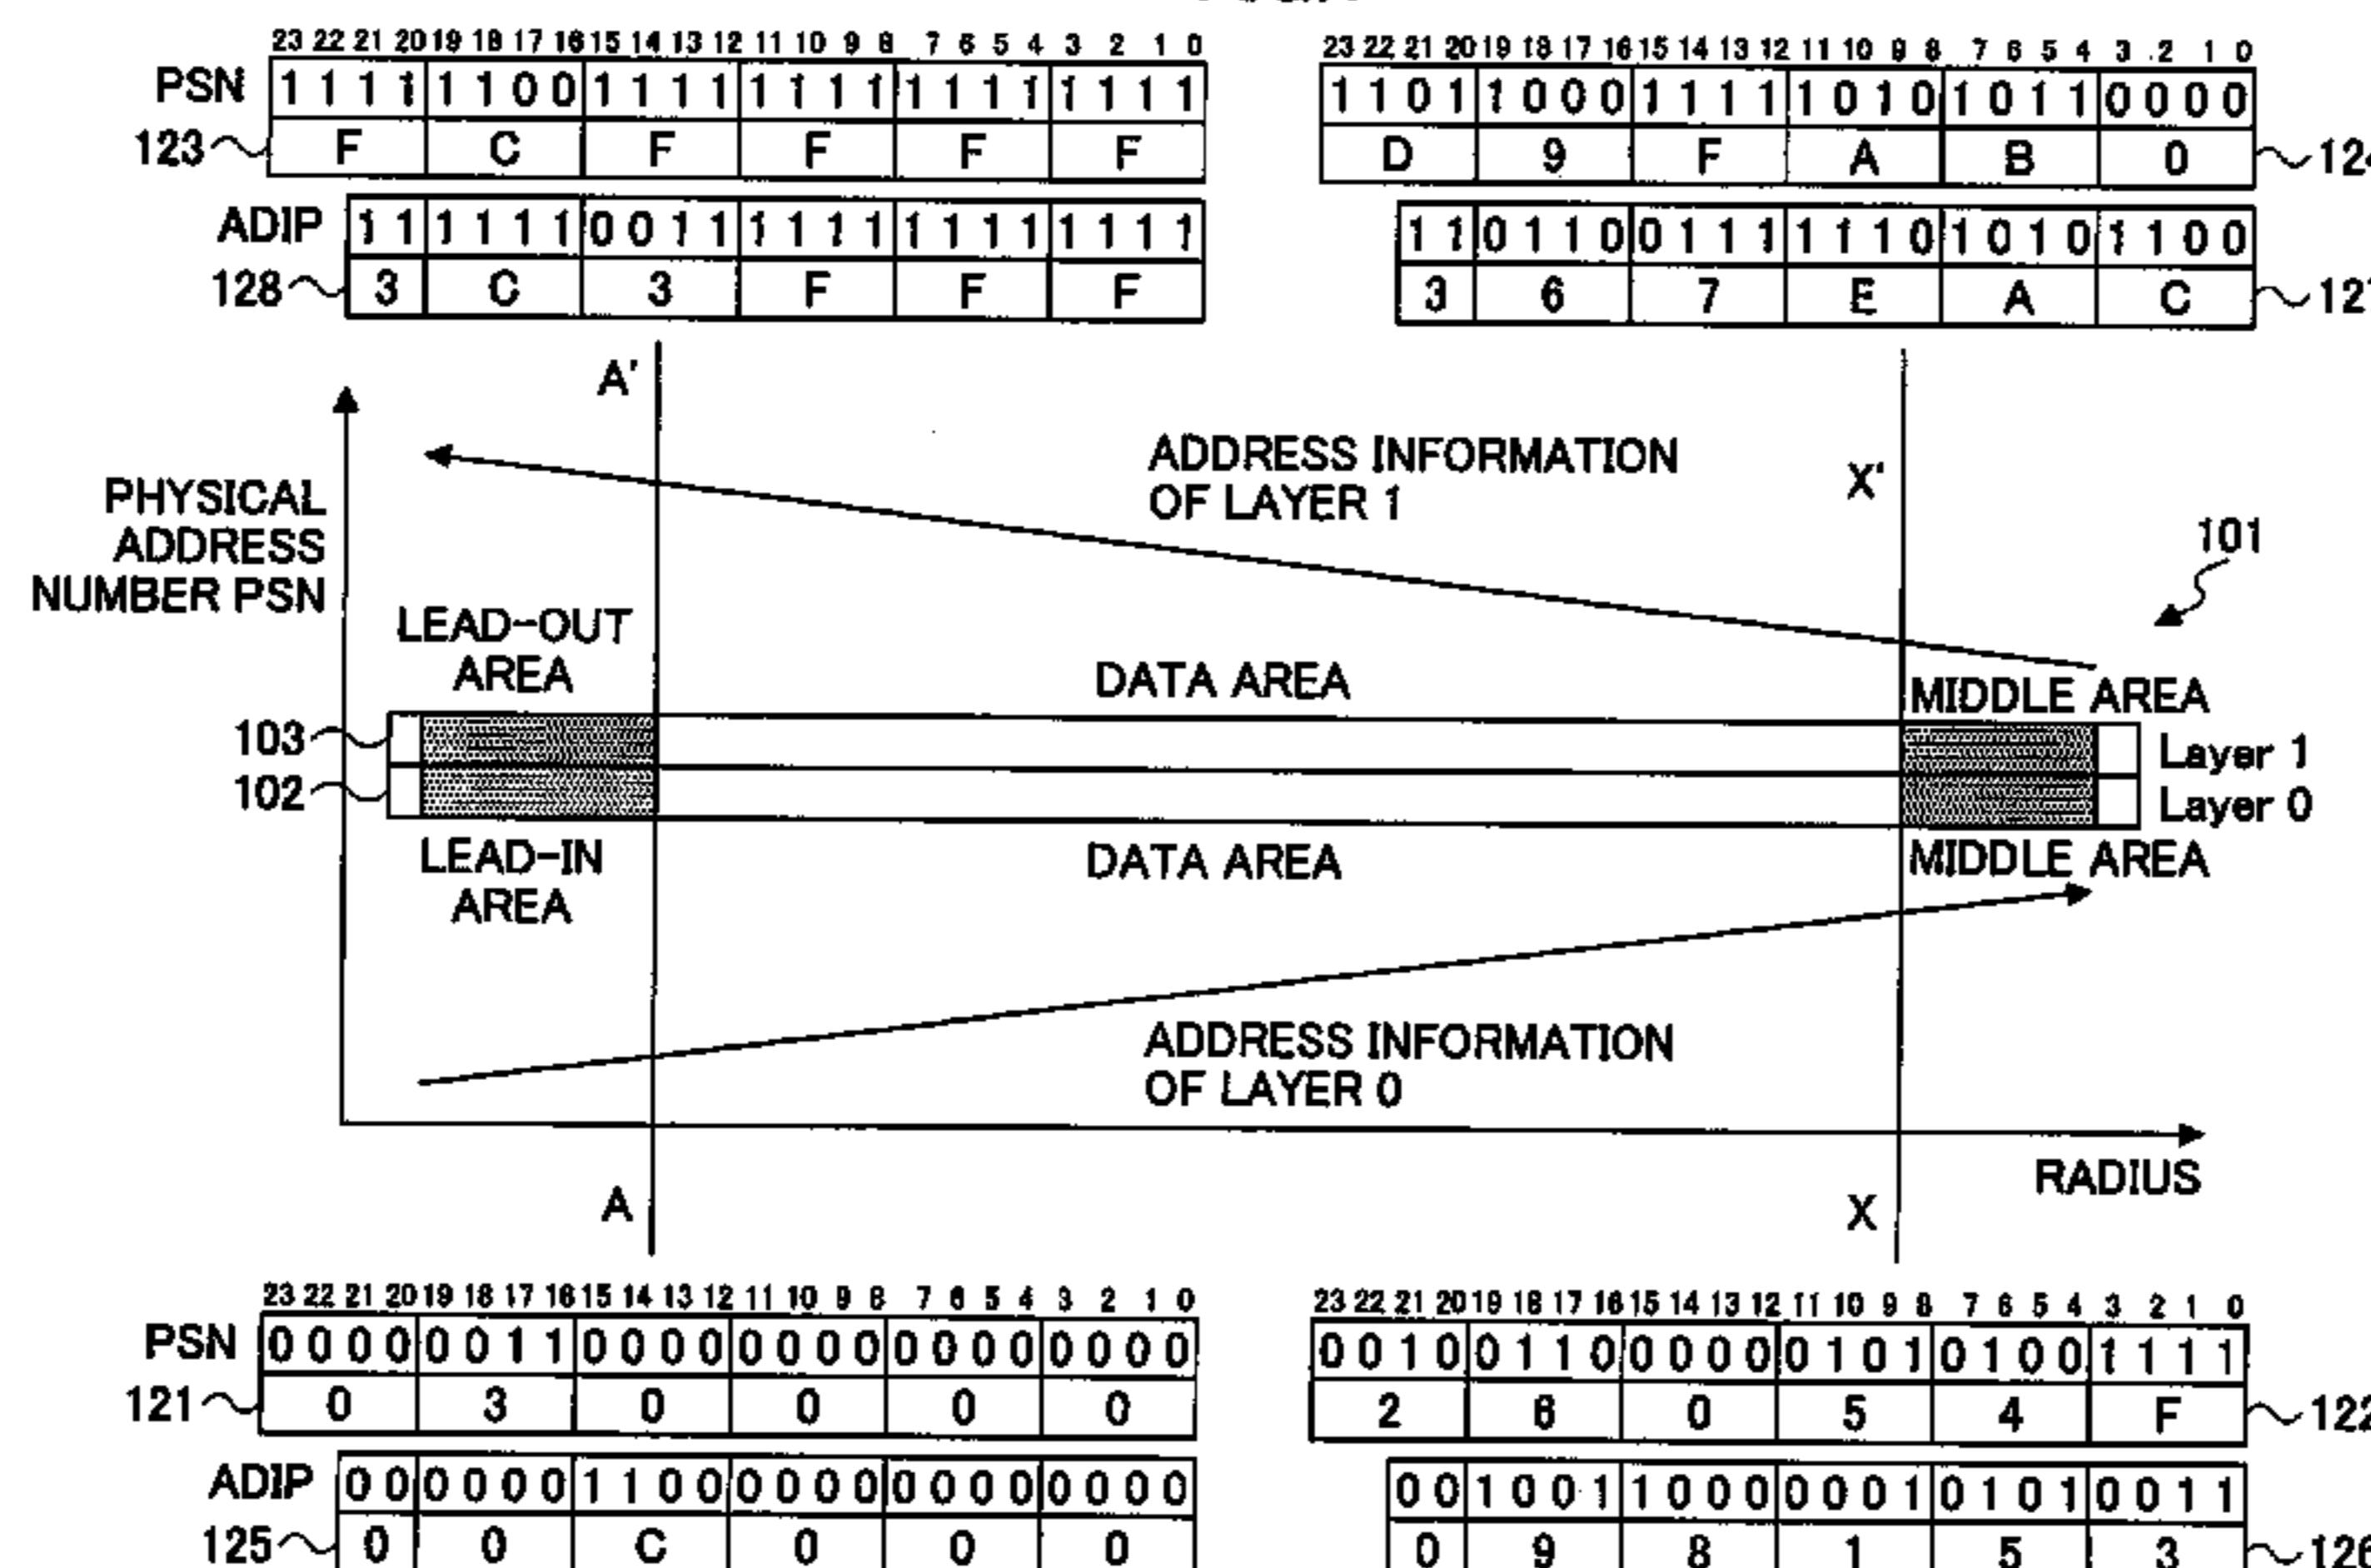 23 22 21 20 19 18 17 16 15 14 13 12 11 10 9 8 7 6 5 4 3 2 1 0
PSN 1 1 1 1 1 1 0 0 1 1 1 1 1 1 1 1 1 1 1 1 1 1 1 1
123 F C F F F F
ADIP 1 1 1 1 1 1 0 0 1 1 1 1 1 1 1 1 1 1 1 1 1 1
128 3 C 3 F F F
23 22 21 20 19 18 17 16 15 14 13 12 11 10 9 8 7 6 5 4 3 2 1 0
1 1 0 1 1 0 0 0 1 1 1 1 1 0 1 0 1 0 1 1 0 0 0 0
D 9 F A B 0 124
1 1 0 1 1 0 0 1 1 1 1 1 1 0 1 0 1 0 1 1 0 0
3 6 7 E A C
A'
ADDRESS INFORMATION
OF LAYER 1
X'
PHYSICAL
ADDRESS
NUMBER PSN
101
LEAD-OUT
AREA
DATA AREA
MIDDLE AREA
103
Layer 1
102
Layer 0
LEAD-IN
AREA
DATA AREA
MIDDLE AREA
ADDRESS INFORMATION
OF LAYER 0
RADIUS
A
X
23 22 21 20 19 18 17 16 15 14 13 12 11 10 9 8 7 6 5 4 3 2 1 0
PSN 0 0 0 0 0 0 1 1 0 0 0 0 0 0 0 0 0 0 0 0 0 0 0 0
121 0 3 0 0 0 0
ADIP 0 0 0 0 0 0 1 1 0 0 0 0 0 0 0 0 0 0 0 0 0 0
125 0 0 C 0 0 0
23 22 21 20 19 18 17 16 15 14 13 12 11 10 9 8 7 6 5 4 3 2 1 0
0 0 1 0 0 1 1 0 0 0 0 0 0 1 0 1 0 1 0 0 1 1 1 1
2 6 0 5 4 F 122
0 0 1 0 0 1 1 0 0 0 0 0 0 1 0 1 0 1 0 0 1 1
0 9 8 1 5 3 126